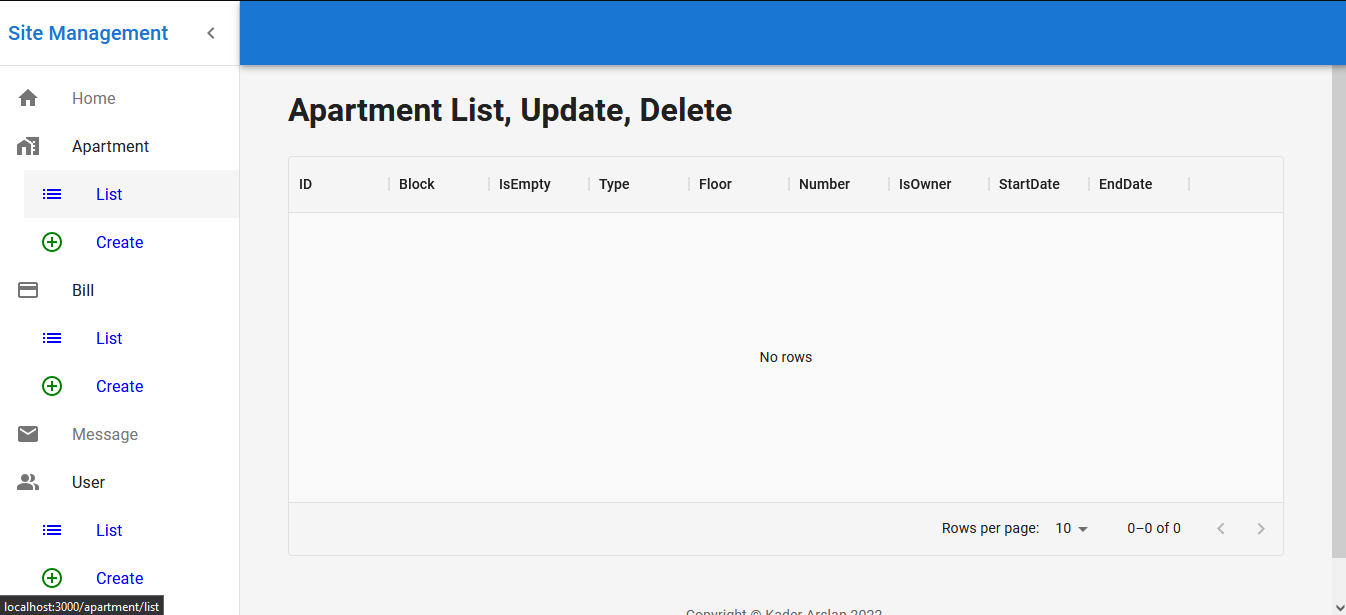 Site Management
Home
Apartment
List
Create
Bill
List
Create
Message
User
List
Create
localhost:3000/apartment/list
Apartment List, Update, Delete
ID Block IsEmpty Type Floor Number IsOwner StartDate EndDate
No rows
Rows per page: 10 0–0 of 0
Copyright © Kader Arslan 2022